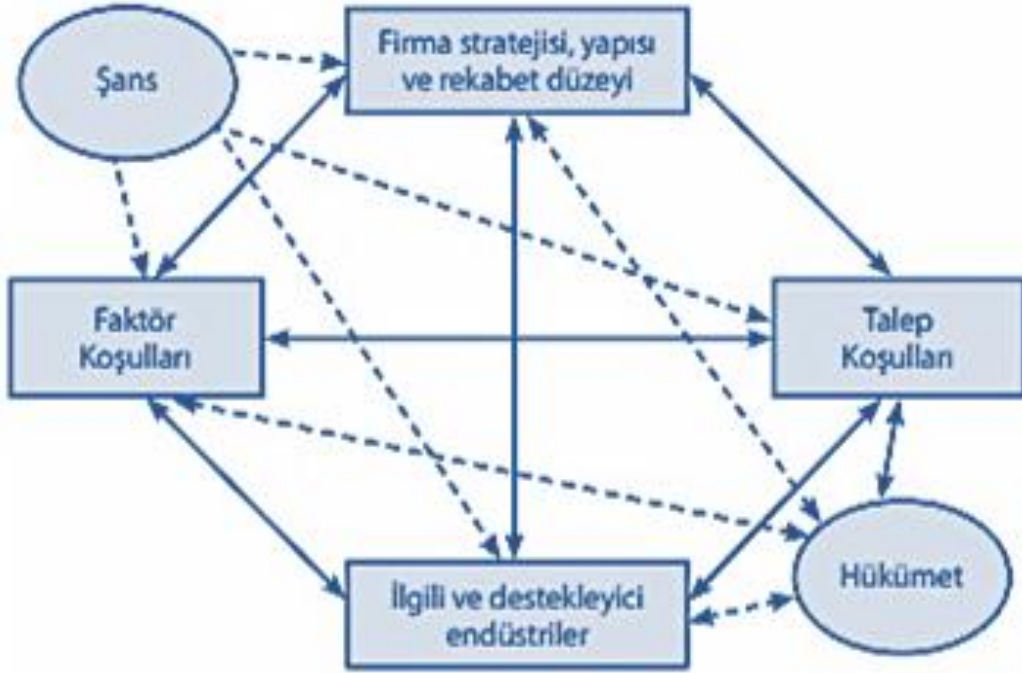 Şans
Firma stratejisi, yapısı
ve rekabet düzeyi
Faktör
Koşulları
Talep
Koşulları
İlgili ve destekleyici
endüstriler
Hükümet